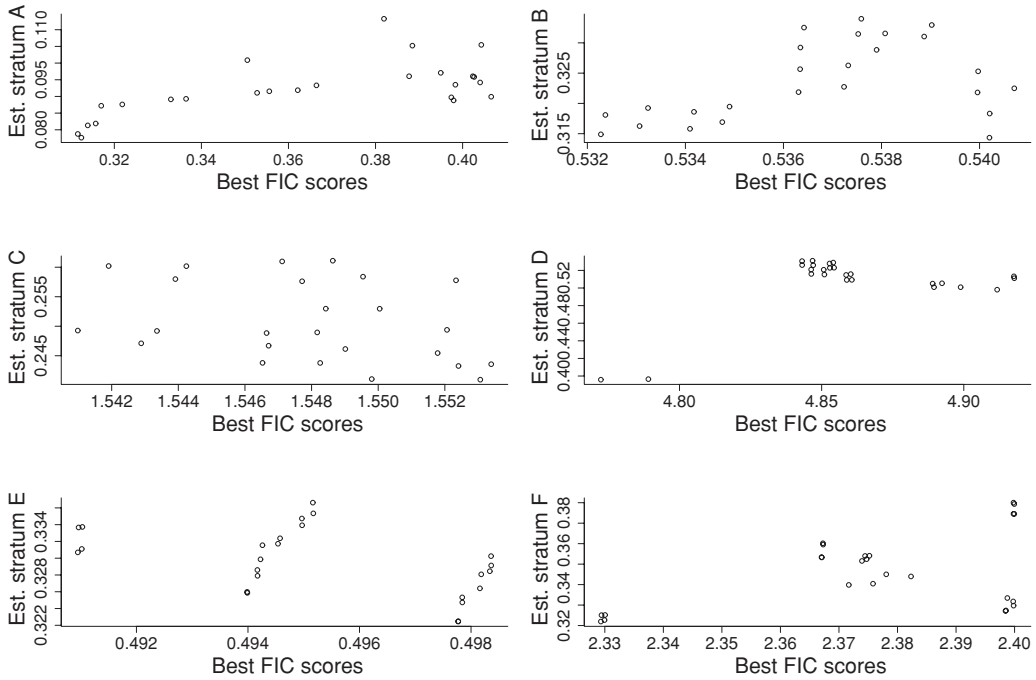 Est. stratum A
0.080 0.095 0.110
0.32 0.34 0.36 0.38 0.40
Best FIC scores
Est. stratum B
0.315 0.325
0.532 0.534 0.536 0.538 0.540
Best FIC scores
Est. stratum C
0.245 0.255
1.542 1.544 1.546 1.548 1.550 1.552
Best FIC scores
Est. stratum D
0.400.440.480.52
4.80 4.85 4.90
Best FIC scores
Est. stratum E
0.322 0.328 0.334
0.492 0.494 0.496 0.498
Best FIC scores
Est. stratum F
0.32 0.34 0.36 0.38
2.33 2.34 2.35 2.36 2.37 2.38 2.39 2.40
Best FIC scores